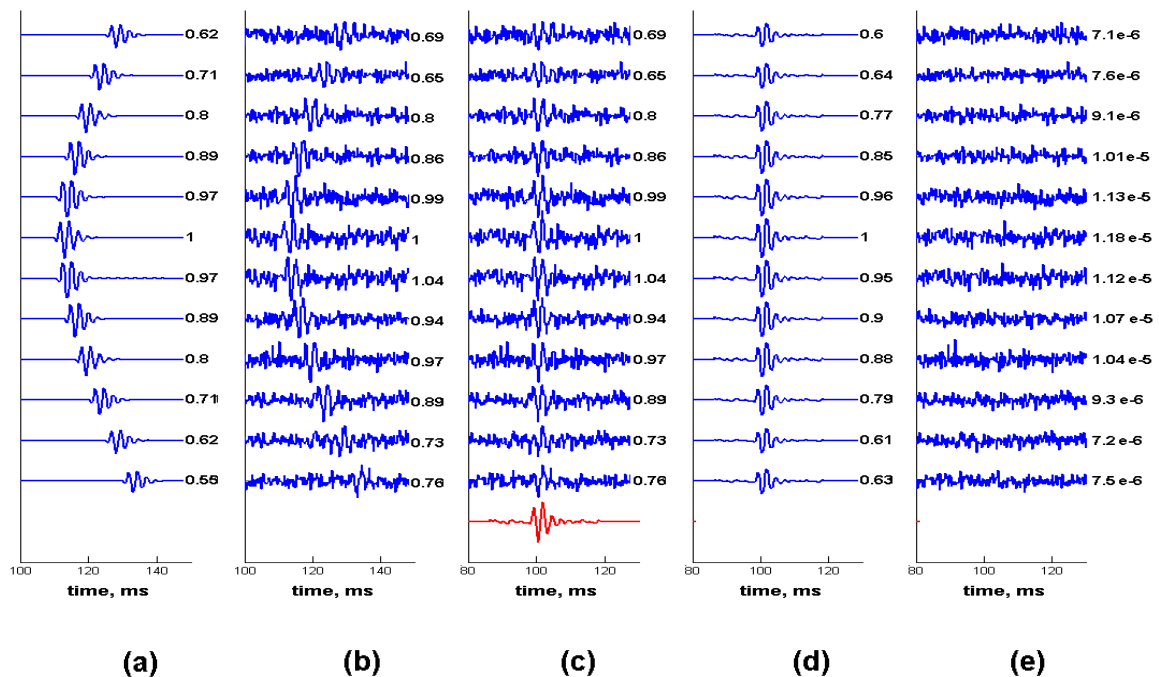 0.62 0.69 0.69 0.6 7.1e-6
0.71 0.65 0.65 0.64 7.6e-6
0.8 0.8 0.8 0.77 9.1e-6
0.89 0.86 0.86 0.85 1.01e-5
0.97 0.99 0.99 0.96 1.13e-5
1 1 1 1 1.18 e-5
0.97 1.04 1.04 0.95 1.12 e-5
0.89 0.94 0.94 0.9 1.07 e-5
0.8 0.97 0.97 0.88 1.04 e-5
0.71 0.89 0.89 0.79 9.3 e-6
0.62 0.73 0.73 0.61 7.2 e-6
0.76 0.76 0.63 7.5 e-6
100 120 140 100 120 140 80 100 120 80 100 120 80 100 120
time, ms time, ms time, ms time, ms time, ms
(a) (b) (c) (d) (e)